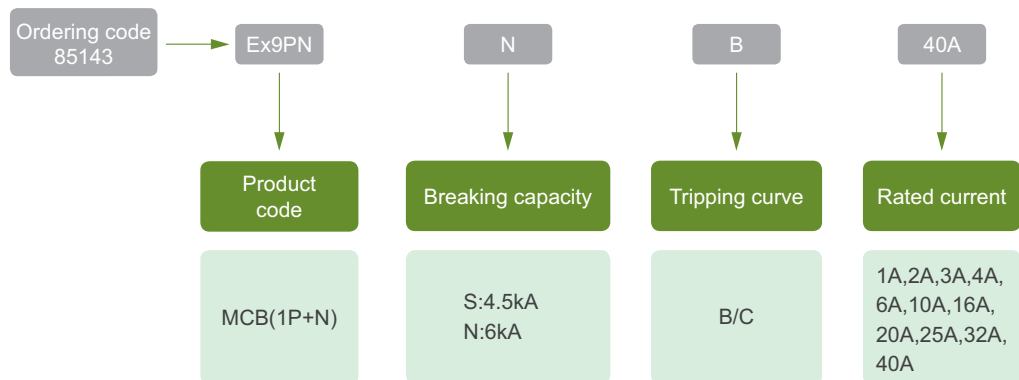 Ordering code
85143
Ex9PN
N
B
40A
Product
code
Breaking capacity
Tripping curve
Rated current
MCB(1P+N)
S:4.5kA
N:6kA
B/C
1A,2A,3A,4A,
6A,10A,16A,
20A,25A,32A,
40A